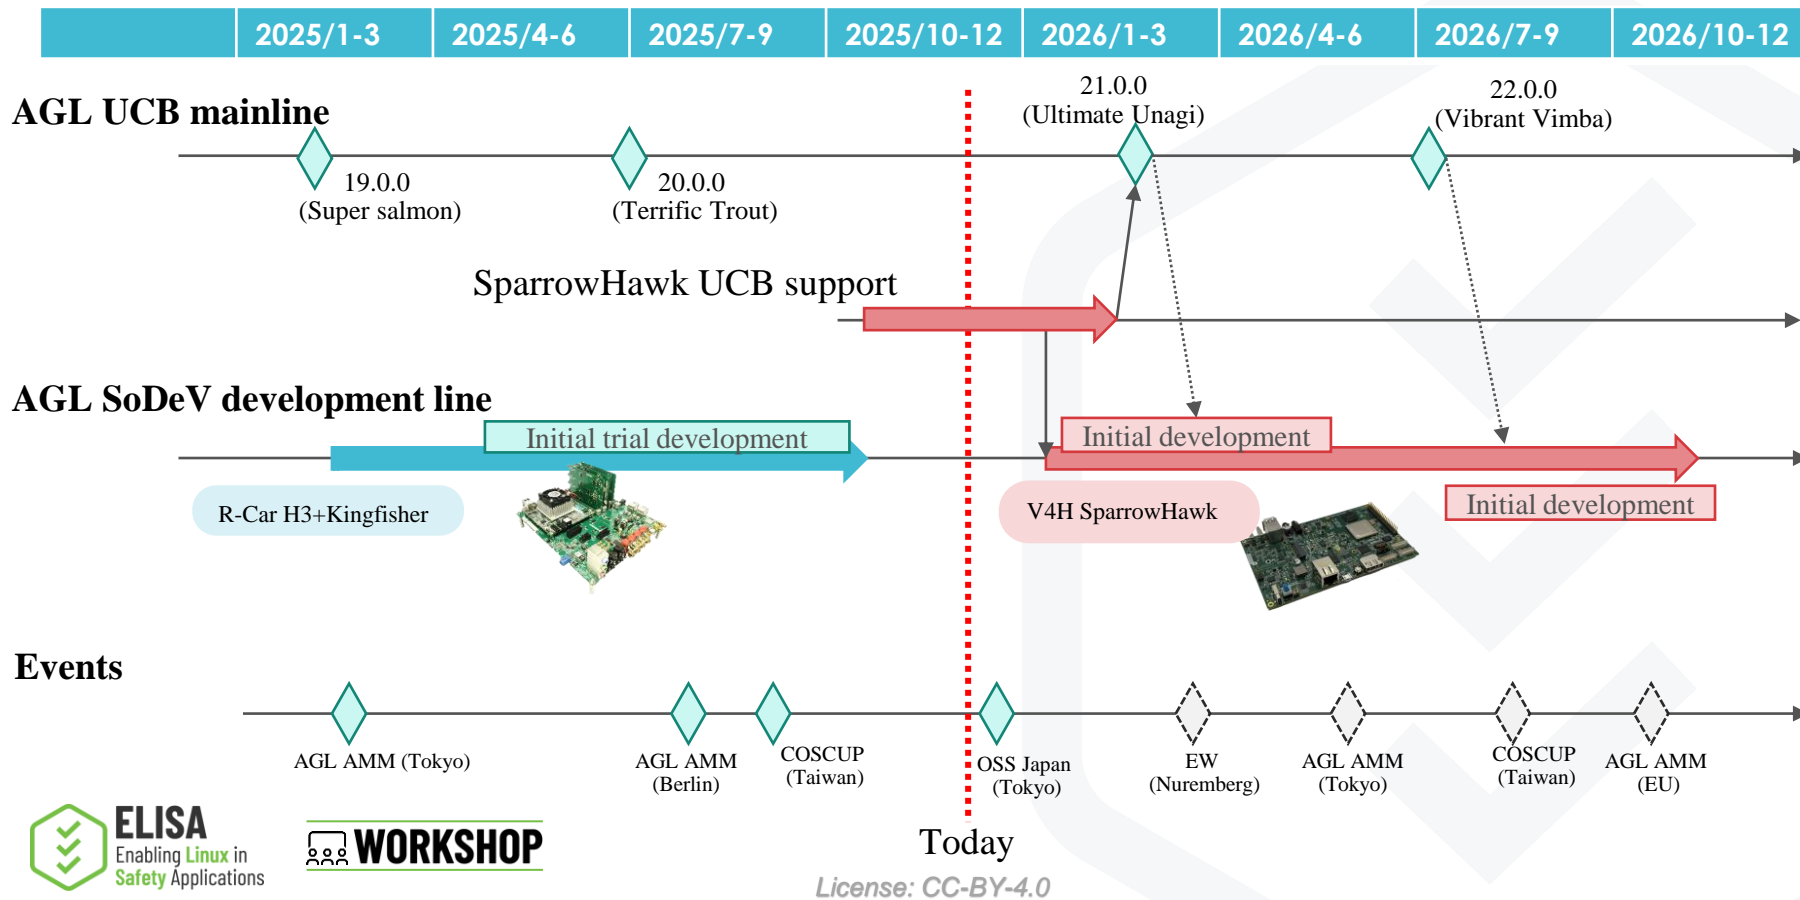 2025/1-3 2025/4-6 2025/7-9 2025/10-12 2026/1-3 2026/4-6 2026/7-9 2026/10-12
AGL UCB mainline
21.0.0
(Ultimate Unagi)
22.0.0
(Vibrant Vimba)
19.0.0
(Super salmon)
20.0.0
(Terrific Trout)
SparrowHawk UCB support
AGL SoDeV development line
Initial trial development
Initial development
R-Car H3+Kingfisher
V4H SparrowHawk
Initial development
Events
AGL AMM (Tokyo)
AGL AMM
(Berlin)
COSCUP
(Taiwan)
OSS Japan
(Tokyo)
EW
(Nuremberg)
AGL AMM
(Tokyo)
COSCUP
(Taiwan)
AGL AMM
(EU)
ELISA
Enabling Linux in
Safety Applications
WORKSHOP
Today
License: CC-BY-4.0